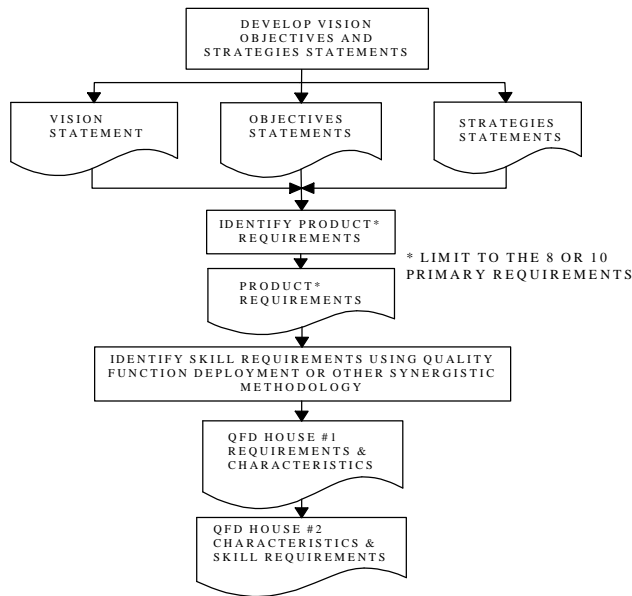 DEVELOP VISION
OBJECTIVES AND
STRATEGIES STATEMENTS
VISION
STATEMENT
OBJECTIVES
STATEMENTS
STRATEGIES
STATEMENTS
IDENTIFY PRODUCT*
REQUIREMENTS
* LIMIT TO THE 8 OR 10
PRIMARY REQUIREMENTS
PRODUCT*
REQUIREMENTS
IDENTIFY SKILL REQUIREMENTS USING QUALITY
FUNCTION DEPLOYMENT OR OTHER SYNERGISTIC
METHODOLOGY
QFD HOUSE #1
REQUIREMENTS &
CHARACTERISTICS
QFD HOUSE #2
CHARACTERISTICS &
SKILL REQUIREMENTS